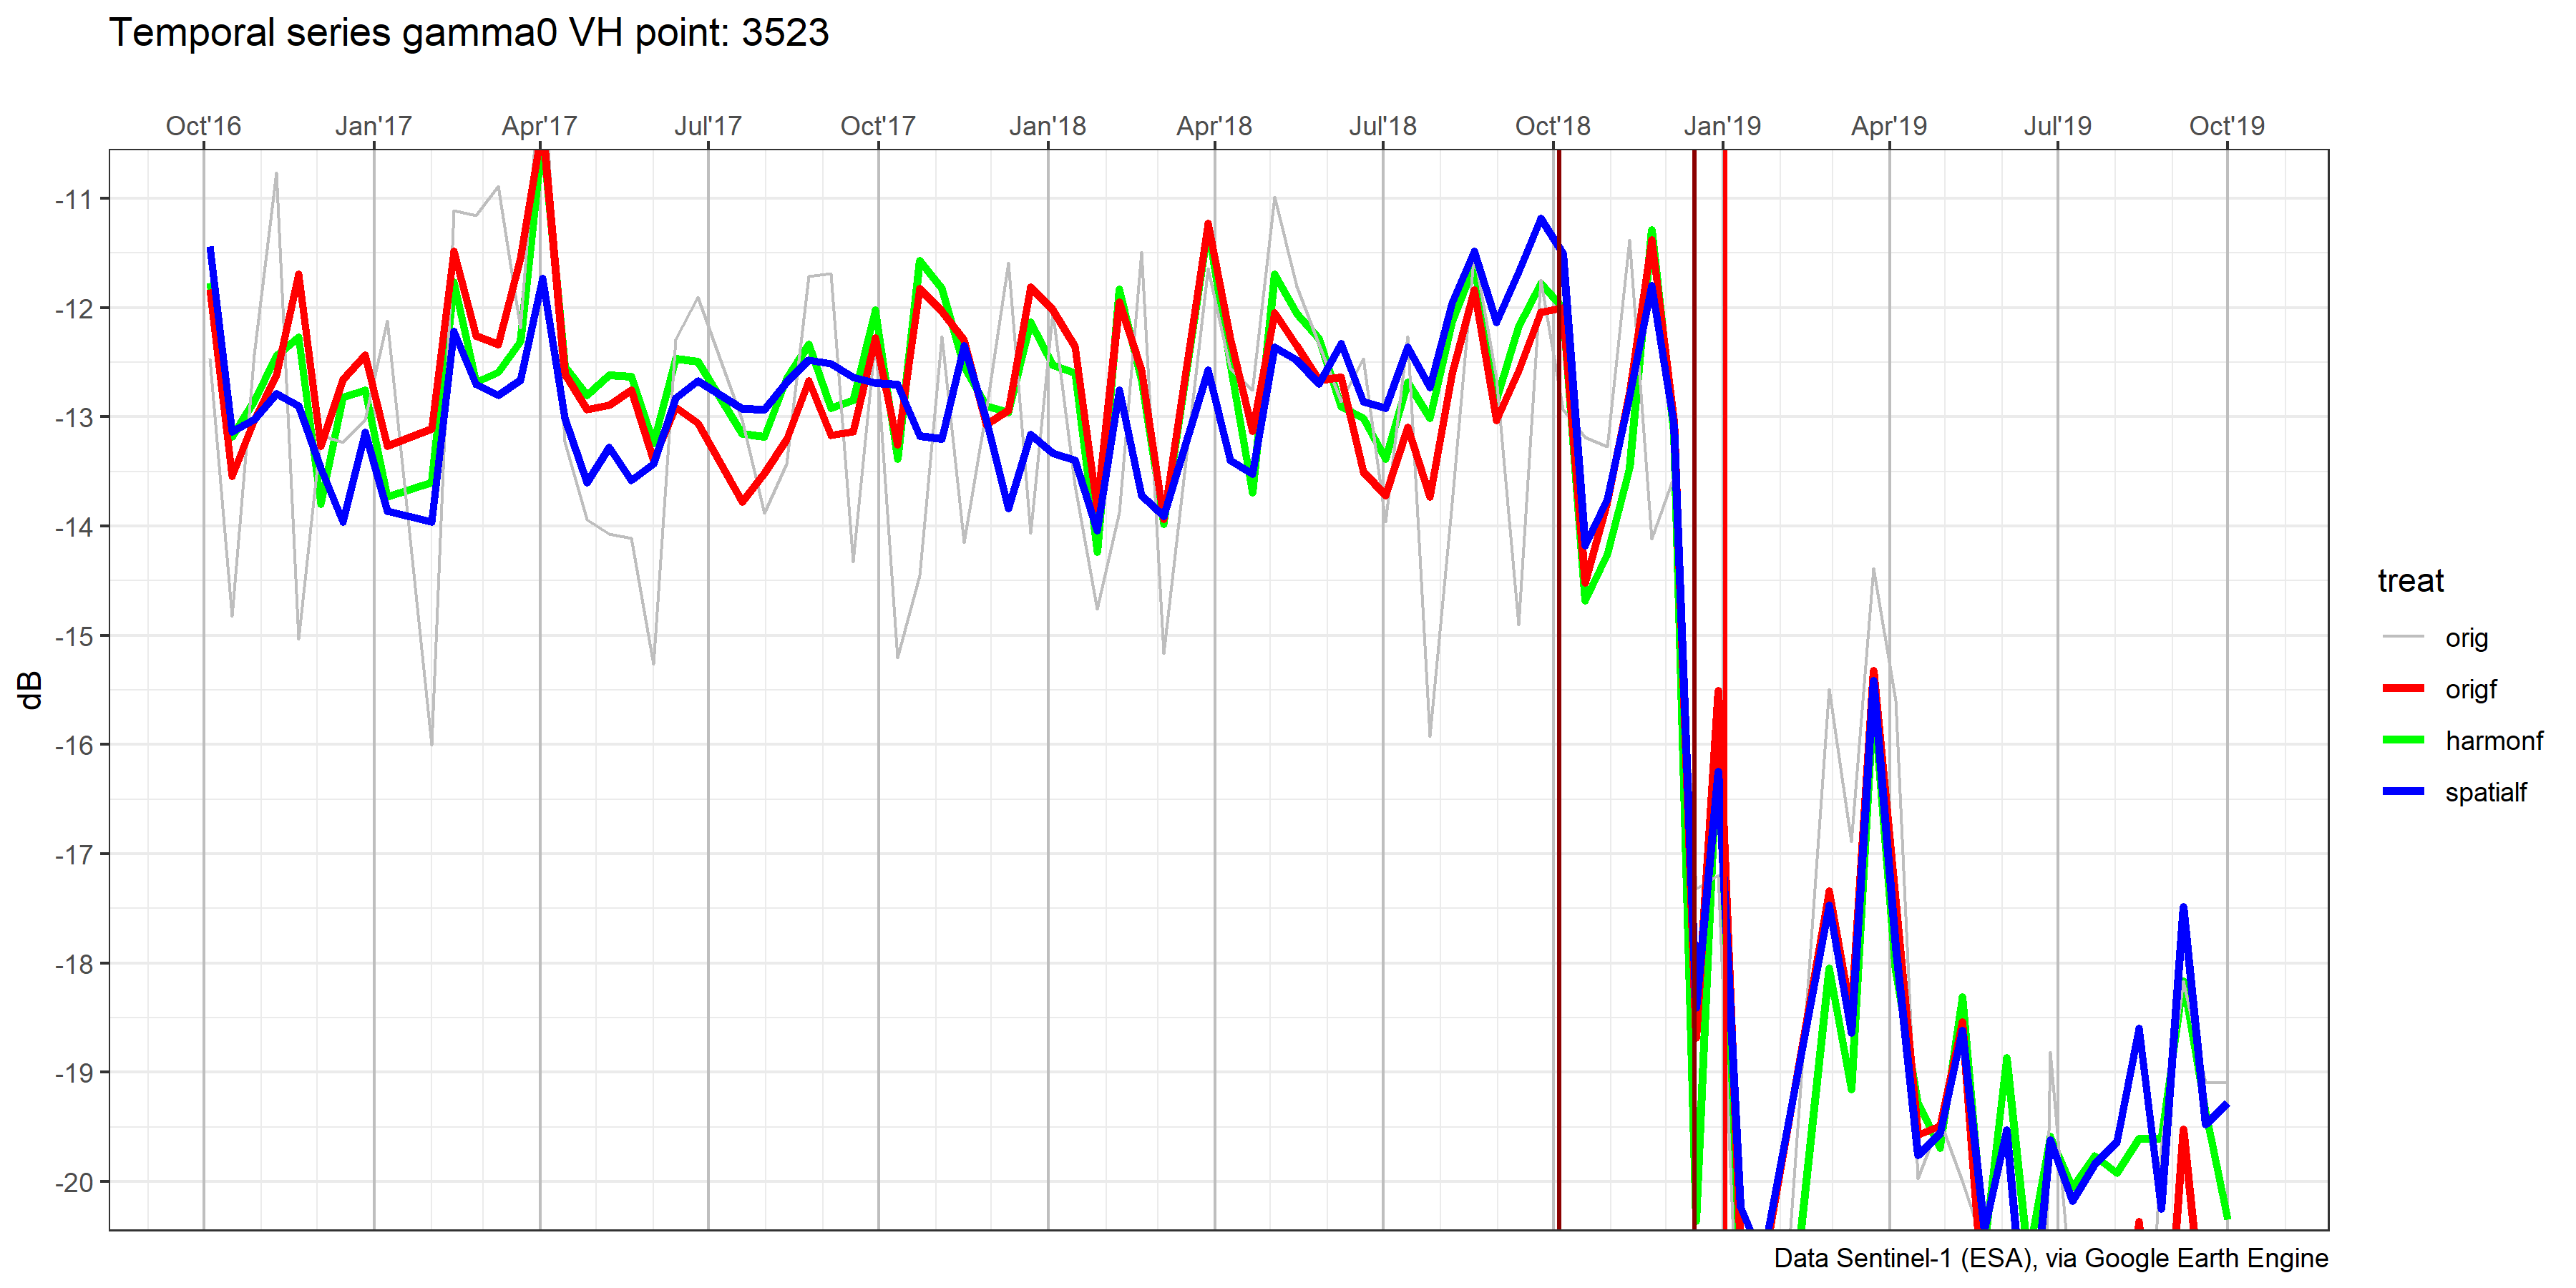 Temporal series gamma0 VH point: 3523
Oct'16 Jan'17 Apr'17 Jul'17 Oct'17 Jan'18 Apr'18 Jul'18 Oct'18 Jan'19 Apr'19 Jul'19 Oct'19
-11
-12
-13
-14
-15
-16
-17
-18
-19
-20
dB
treat
orig
origf
harmonf
spatialf
Data Sentinel-1 (ESA), via Google Earth Engine